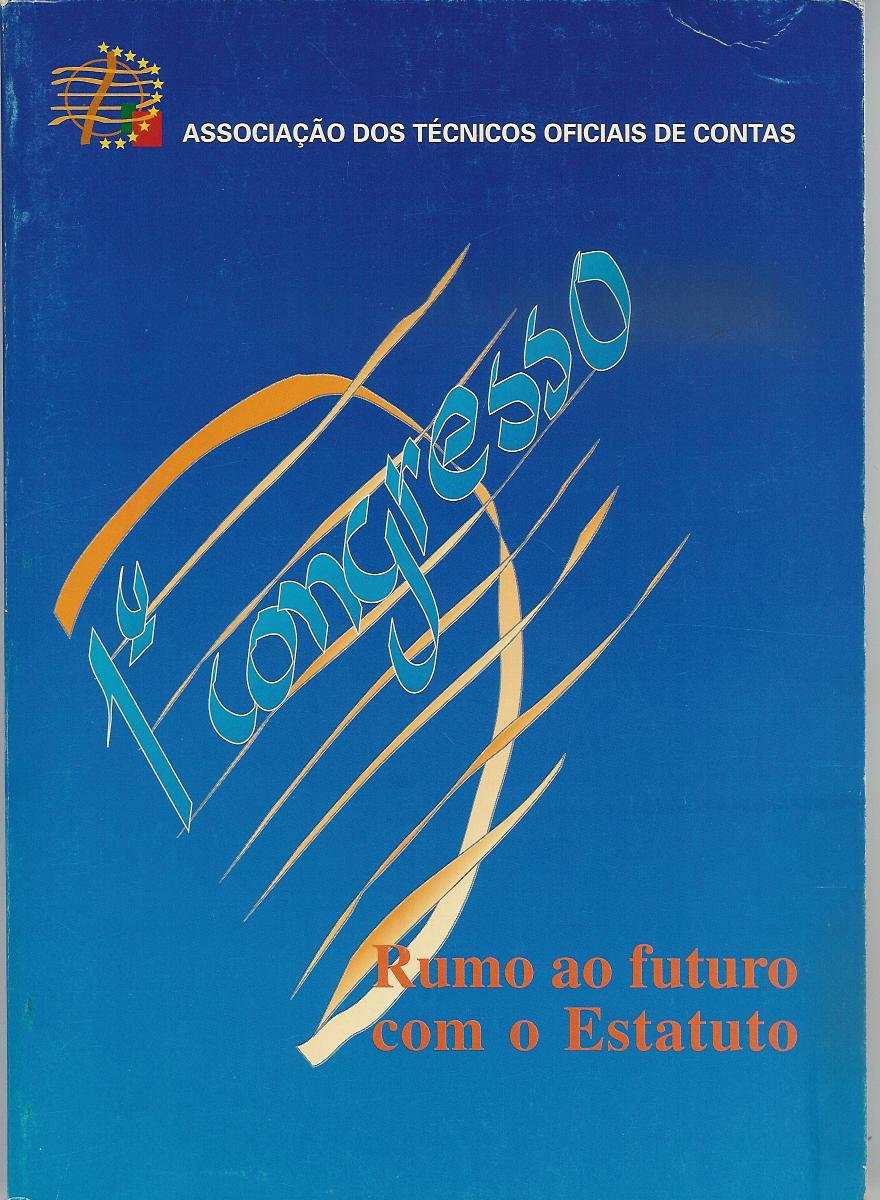 ASSOCIAÇÃO DOS TÉCNICOS OFICIAIS DE CONTAS
1º congresso
Rumo ao futuro
com o Estatuto